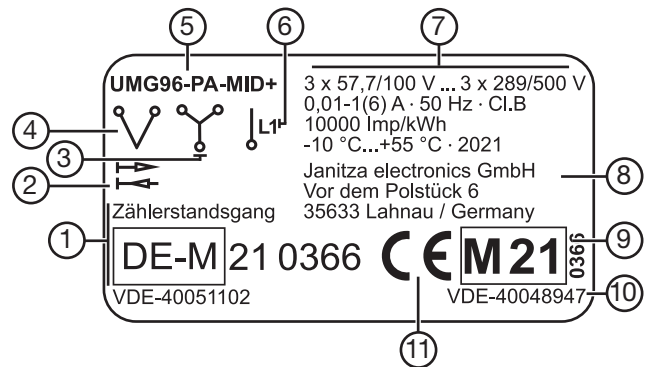 5 6 7
UMG96-PA-MID+
3 x 57,7/100 V ... 3 x 289/500 V
0,01-1(6) A · 50 Hz · Cl.B
10000 Imp/kWh
-10 °C...+55 °C · 2021
L1
4
3
2
Janitza electronics GmbH
Vor dem Polstück 6
35633 Lahnau / Germany
8
Zählerstandsgang
1
DE-M 21 0366 CE M 21 0366
9
VDE-40051102
VDE-40048947
10
11